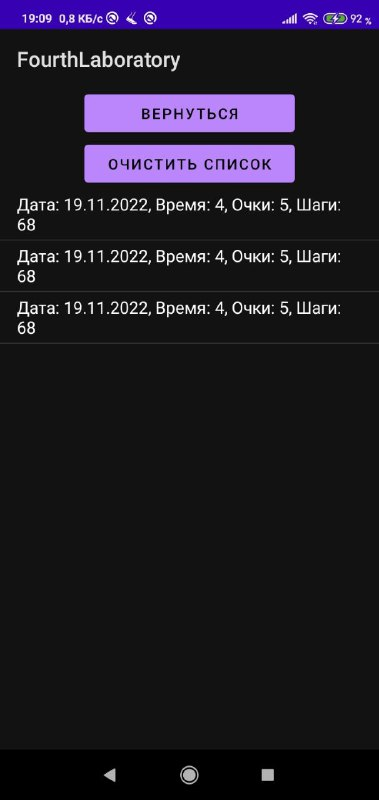 19:09 0,8 КБ/с 92 %
FourthLaboratory
ВЕРНУТЬСЯ
ОЧИСТИТЬ СПИСОК
Дата: 19.11.2022, Время: 4, Очки: 5, Шаги:
68
Дата: 19.11.2022, Время: 4, Очки: 5, Шаги:
68
Дата: 19.11.2022, Время: 4, Очки: 5, Шаги:
68